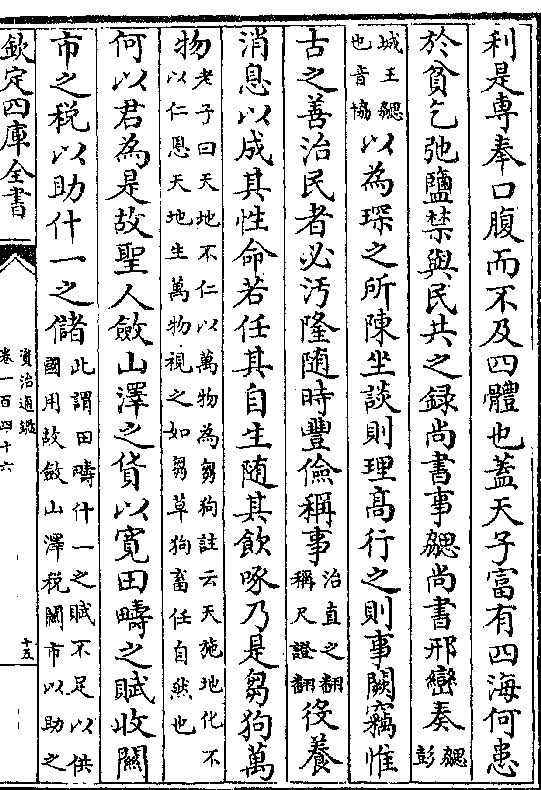 利是專奉口腹而不及四體也蓋天子富有四海何患
於貧乞弛鹽禁與民共之録尚書事勰尚書邢巒奏勰彭
城王勰也音協以為琛之所陳坐談則理高行之則事闕竊惟
古之善治民者必汚隆随時豐儉稱事治直之翻稱尺證翻役養
消息以成其性命若任其自生随其飲啄乃是芻狗萬
物老子曰天地不仁以萬物為芻狗註云天施地化不以仁恩天地生萬物視之如芻草狗畜任自然也
何以君為是故聖人斂山澤之貨以寛田疇之賦收關
市之税以助什一之儲此謂田疇什一之賦不足以供國用故斂山澤税關市以助之
欽定四庫全書
資治通鑑
卷一百四十六
十五